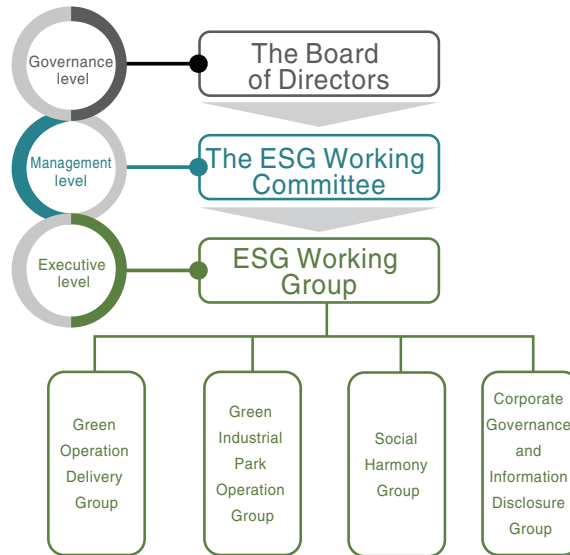 Governance
level
The Board
of Directors
Management
level
The ESG Working
Committee
Executive
level
ESG Working
Group
Green
Operation
Delivery
Group
Green
Industrial
Park
Operation
Group
Social
Harmony
Group
Corporate
Governance
and
Information
Disclosure
Group